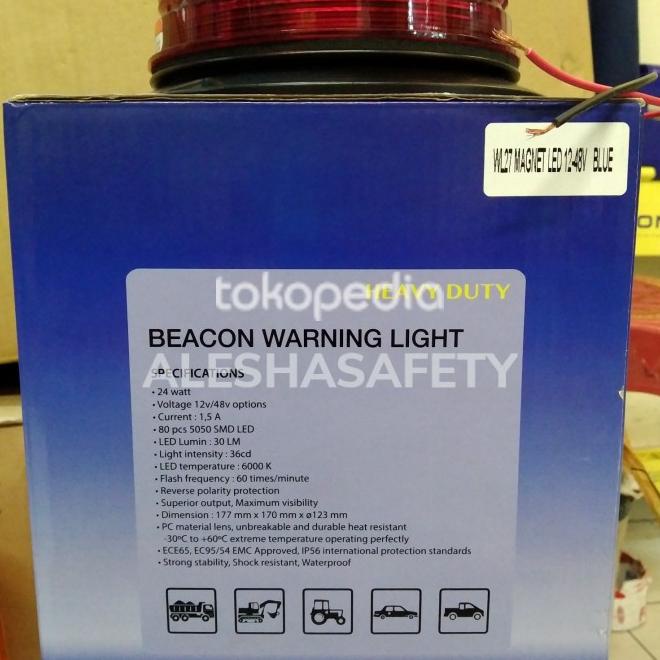 WL27 MAGNET LED 12-48V BLUE
tokopedia
HEAVY DUTY
BEACON WARNING LIGHT
ALESHASAFETY
SPECIFICATIONS
• 24 watt
• Voltage 12v/48v options
• Current : 1,5 A
• 80 pcs 5050 SMD LED
• LED Lumin : 30 LM
• Light intensity : 36cd
• LED temperature : 6000 K
• Flash frequency : 60 times/minute
• Reverse polarity protection
• Superior output, Maximum visibility
• Dimension : 177 mm x 170 mm x ø123 mm
• PC material lens, unbreakable and durable heat resistant
-30ºC to +60ºC extreme temperature operating perfectly
• ECE65, EC95/54 EMC Approved, IP56 international protection standards
• Strong stability, Shock resistant, Waterproof